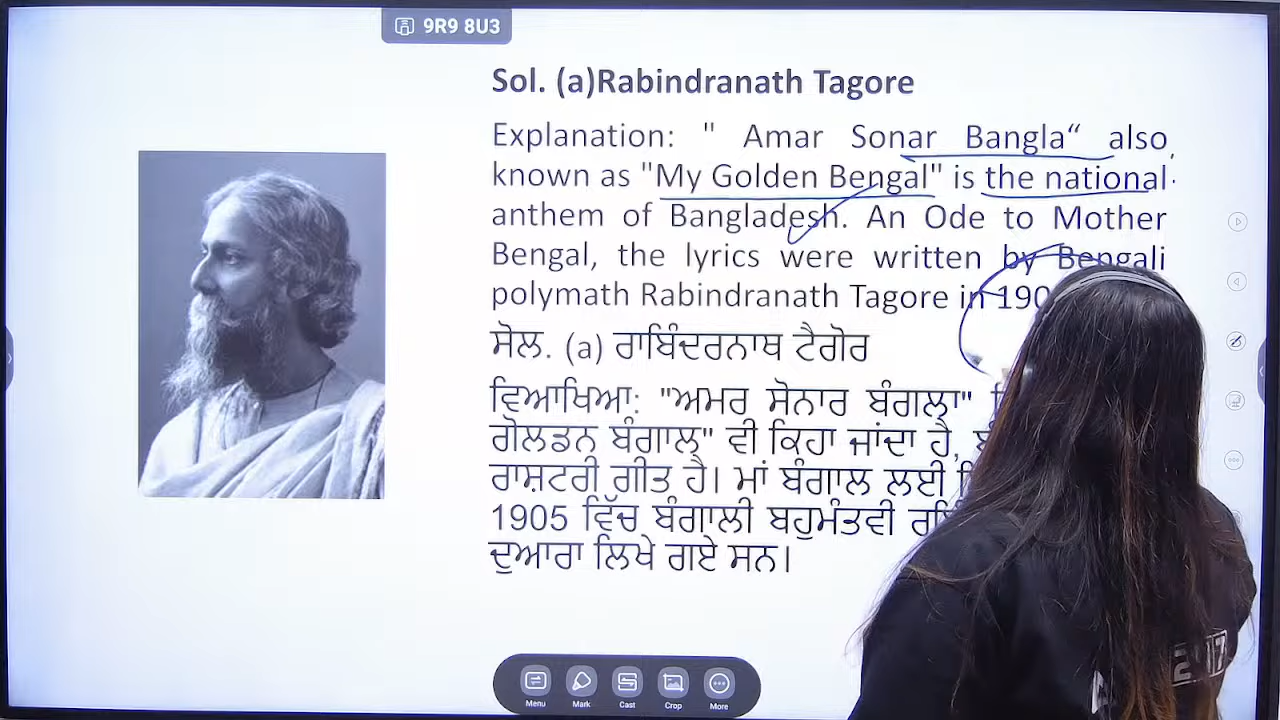 9R9 8U3
Sol. (a)Rabindranath Tagore
Explanation: " Amar Sonar Bangla“ also
known as "My Golden Bengal" is the national
anthem of Bangladesh. An Ode to Mother
Bengal, the lyrics were written by Bengali
polymath Rabindranath Tagore in 190
ਸੋਲ. (a) ਰਾਬਿੰਦਰਨਾਥ ਟੈਗੋਰ
ਵਿਆਖਿਆ: "ਅਮਰ ਸੋਨਾਰ ਬੰਗਲਾ"
ਗੋਲਡਨ ਬੰਗਾਲ" ਵੀ ਕਿਹਾ ਜਾਂਦਾ ਹੈ,
ਰਾਸ਼ਟਰੀ ਗੀਤ ਹੈ। ਮਾਂ ਬੰਗਾਲ ਲਈ
1905 ਵਿੱਚ ਬੰਗਾਲੀ ਬਹੁਮੰਤਵੀ
ਦੁਆਰਾ ਲਿਖੇ ਗਏ ਸਨ।
Menu Mark Cast Crop More